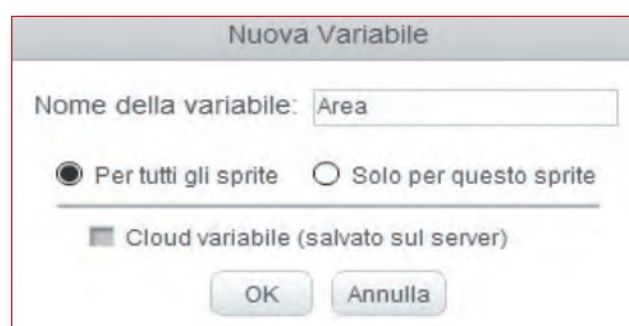 Nuova Variabile
Nome della variabile: Area
Per tutti gli sprite Solo per questo sprite
Cloud variabile (salvato sul server)
OK Annulla